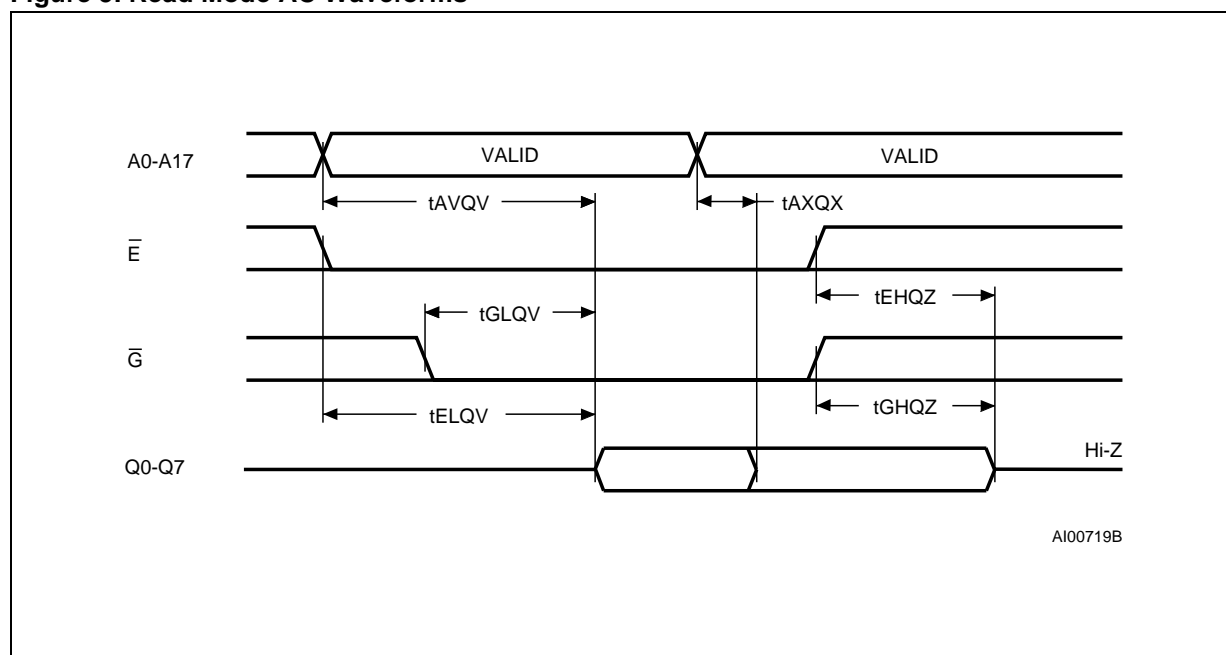 Figure 5. Read Mode AC Waveforms
A0-A17
VALID
VALID
tAVQV
tAXQX
E̅
tEHQZ
tGLQV
G̅
tGHQZ
tELQV
Q0-Q7
Hi-Z
AI00719B